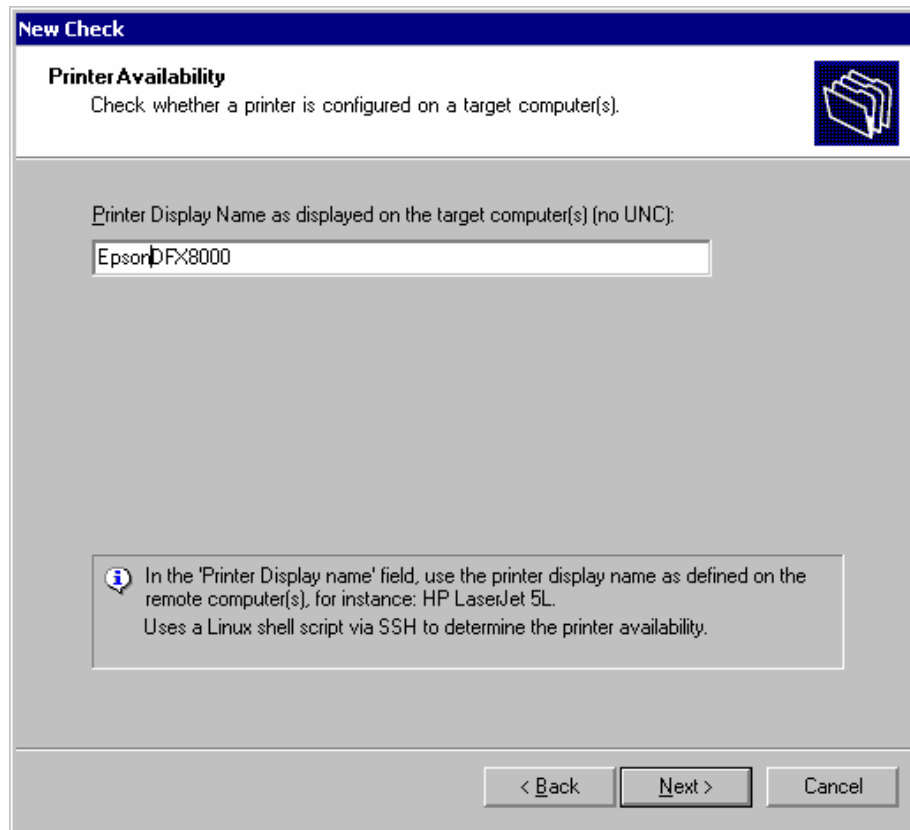 New Check
Printer Availability
Check whether a printer is configured on a target computer(s).
Printer Display Name as displayed on the target computer(s) (no UNC):
EpsonDFX8000
In the 'Printer Display name' field, use the printer display name as defined on the
remote computer(s), for instance: HP LaserJet 5L.
Uses a Linux shell script via SSH to determine the printer availability.
< Back Next > Cancel